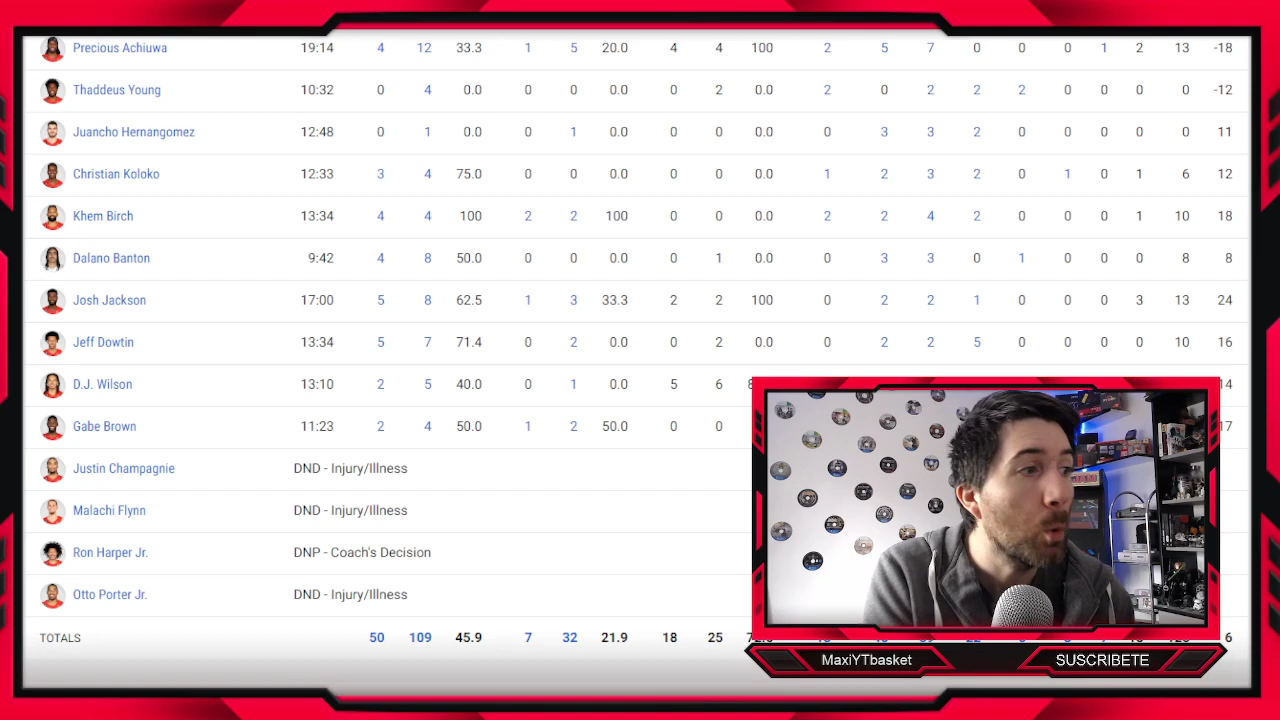 Precious Achiuwa 19:14 4 12 33.3 1 5 20.0 4 4 100 2 5 7 0 0 0 1 2 13 -18
Thaddeus Young 10:32 0 4 0.0 0 0 0.0 0 2 0.0 2 0 2 2 2 0 0 0 0 -12
Juancho Hernangomez 12:48 0 1 0.0 0 1 0.0 0 0 0.0 0 3 3 2 0 0 0 0 0 11
Christian Koloko 12:33 3 4 75.0 0 0 0.0 0 0 0.0 1 2 3 2 0 1 0 1 6 12
Khem Birch 13:34 4 4 100 2 2 100 0 0 0.0 2 2 4 2 0 0 0 1 10 18
Dalano Banton 9:42 4 8 50.0 0 0 0.0 0 1 0.0 0 3 3 0 1 0 0 0 8 8
Josh Jackson 17:00 5 8 62.5 1 3 33.3 2 2 100 0 2 2 1 0 0 0 3 13 24
Jeff Dowtin 13:34 5 7 71.4 0 2 0.0 0 2 0.0 0 2 2 5 0 0 0 0 10 16
D.J. Wilson 13:10 2 5 40.0 0 1 0.0 5 6
Gabe Brown 11:23 2 4 50.0 1 2 50.0 0 0
Justin Champagnie DND - Injury/Illness
Malachi Flynn DND - Injury/Illness
Ron Harper Jr. DNP - Coach's Decision
Otto Porter Jr. DND - Injury/Illness
TOTALS 50 109 45.9 7 32 21.9 18 25 6
MaxiYTbasket SUSCRIBETE